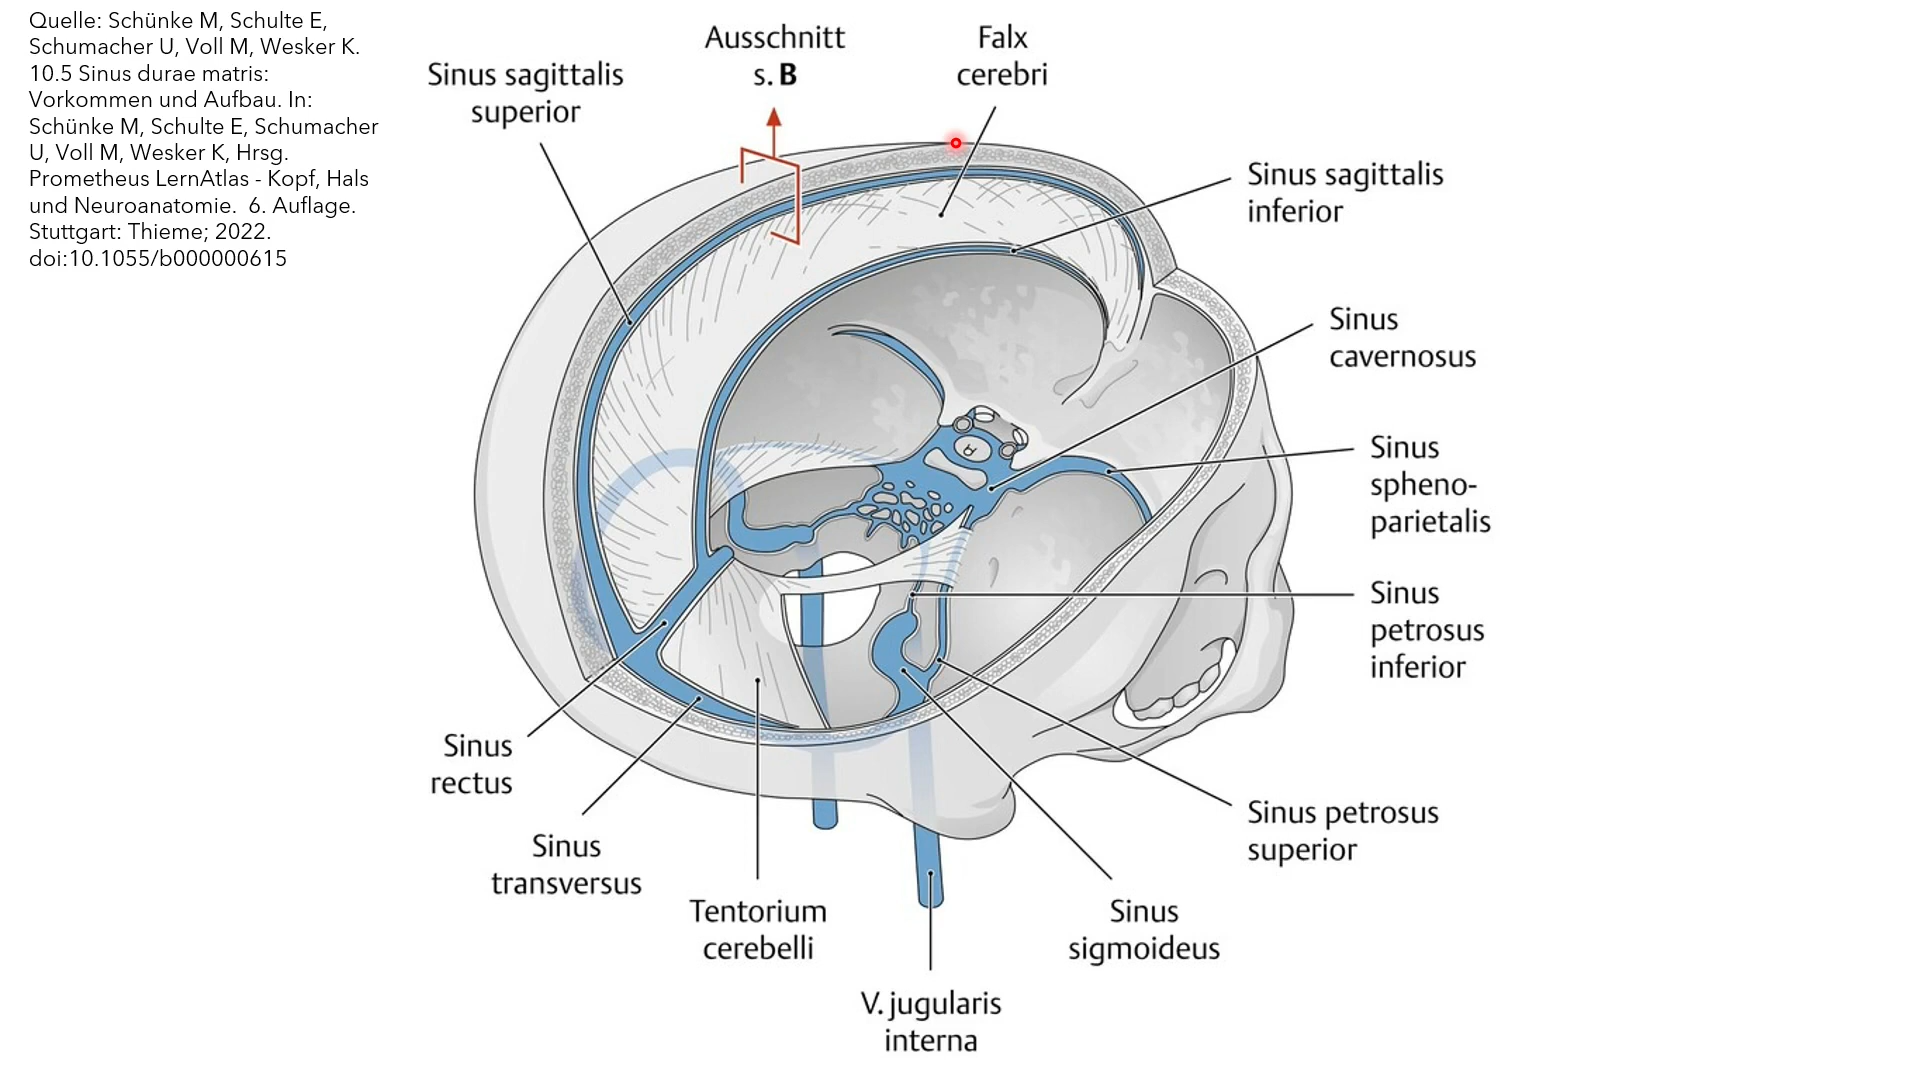 Quelle: Schünke M, Schulte E,
Schumacher U, Voll M, Wesker K.
10.5 Sinus durae matris:
Vorkommen und Aufbau. In:
Schünke M, Schulte E, Schumacher
U, Voll M, Wesker K, Hrsg.
Prometheus LernAtlas - Kopf, Hals
und Neuroanatomie. 6. Auflage.
Stuttgart: Thieme; 2022.
doi:10.1055/b000000615
Sinus sagittalis
superior
Ausschnitt
s. B
Falx
cerebri
Sinus sagittalis
inferior
Sinus
cavernosus
Sinus
spheno-
parietalis
Sinus
petrosus
inferior
Sinus petrosus
superior
Sinus
sigmoideus
V. jugularis
interna
Tentorium
cerebelli
Sinus
transversus
Sinus
rectus